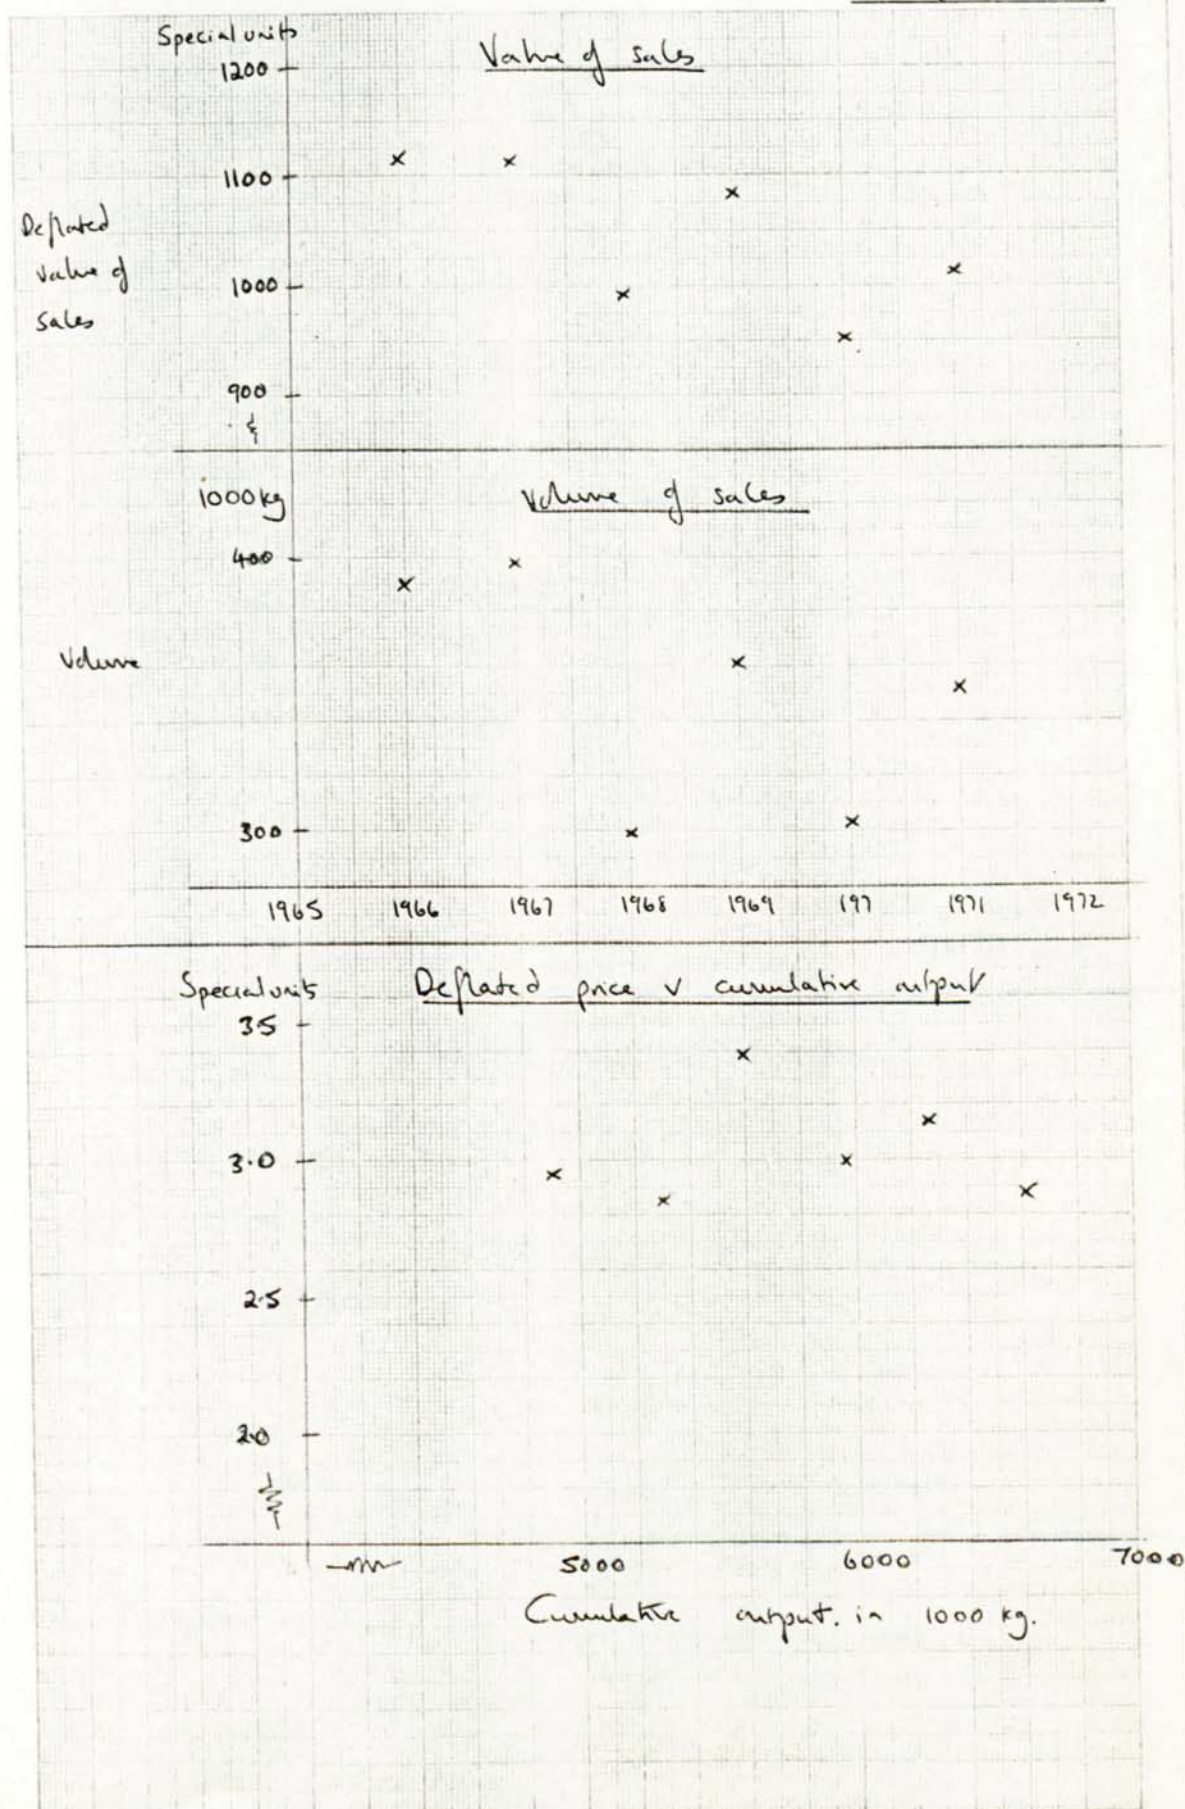 Special units
Value of sales
1200
1100
Deflated
value of
sales
1000
900
1000 kg
Volume of sales
400
Volume
300
1965 1966 1967 1968 1969 197 1971 1972
Special units
Deflated price v cumulative output
3.5
3.0
2.5
2.0
5000 6000 7000
Cumulative output. in 1000 kg.